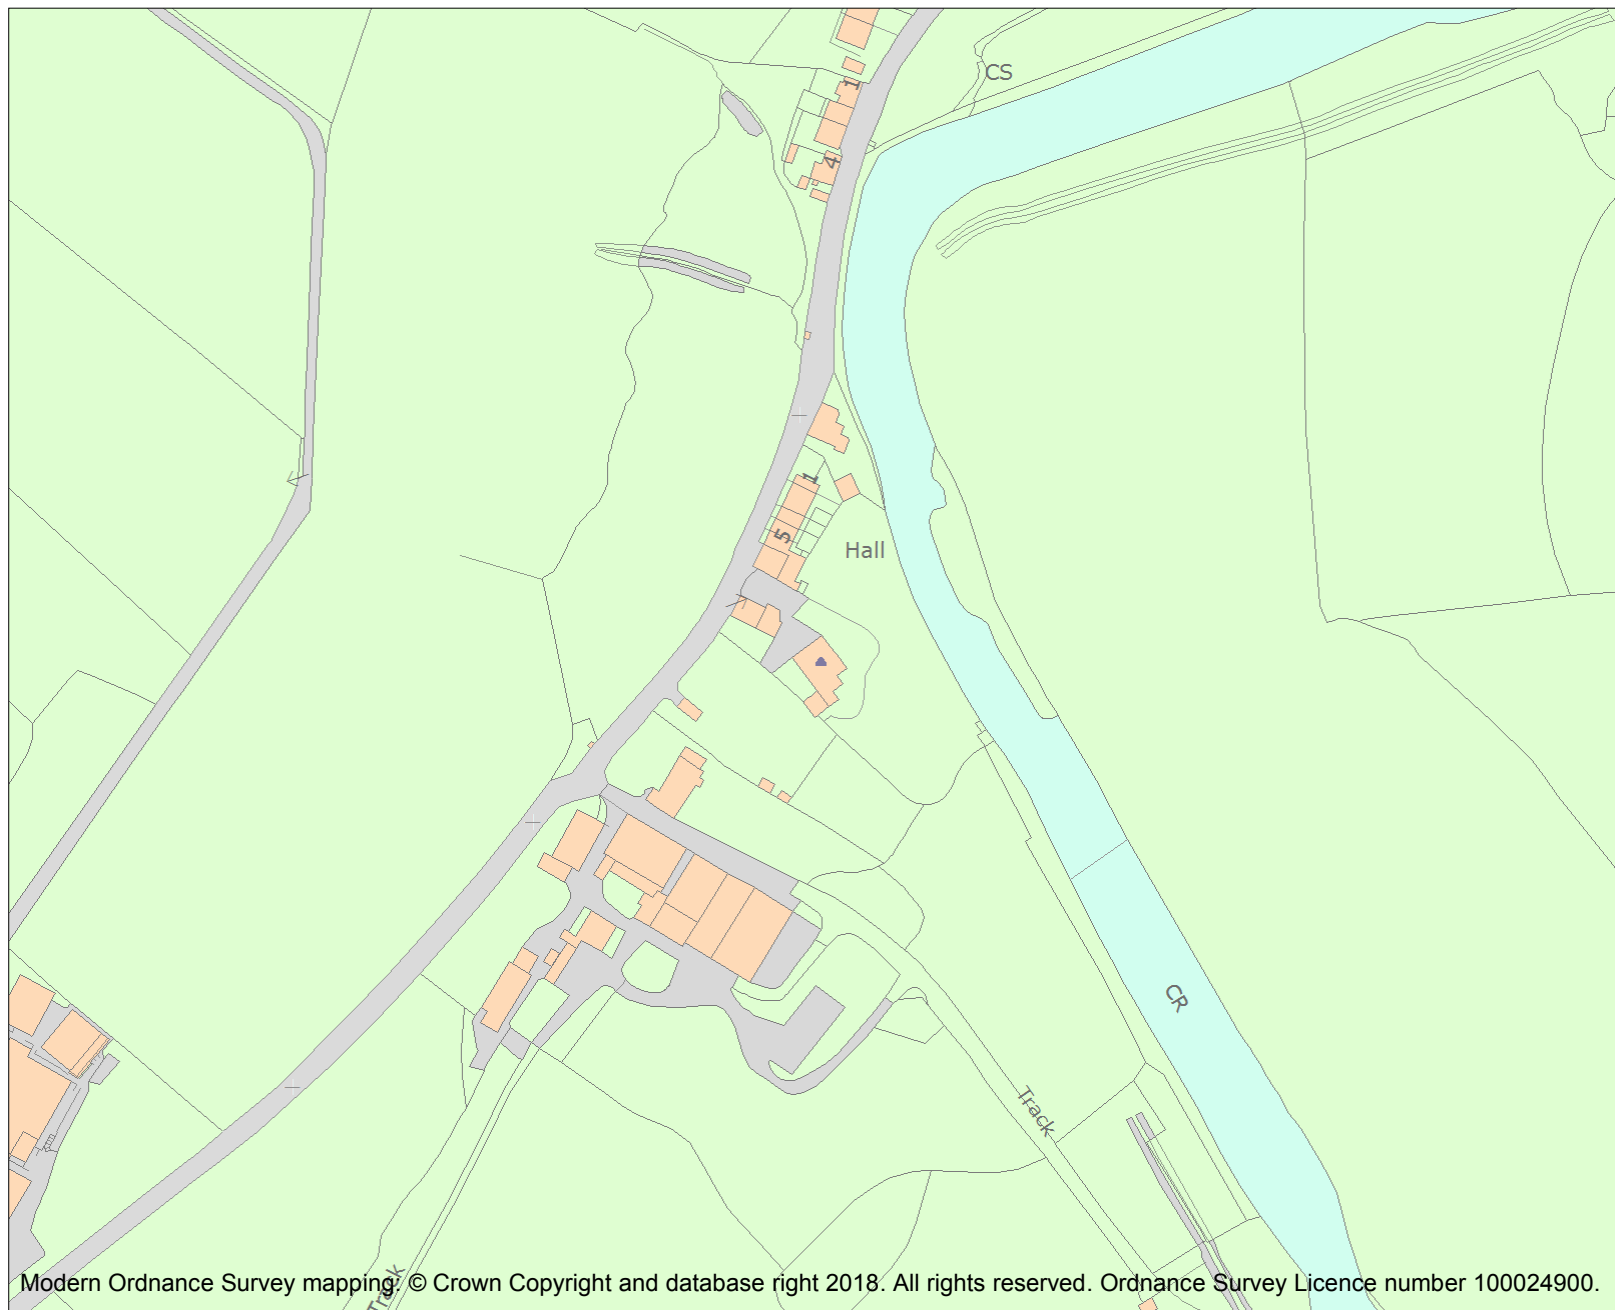 CS
1
4
1
5
Hall
CR
Track
Track
Modern Ordnance Survey mapping. © Crown Copyright and database right 2018. All rights reserved. Ordnance Survey Licence number 100024900.